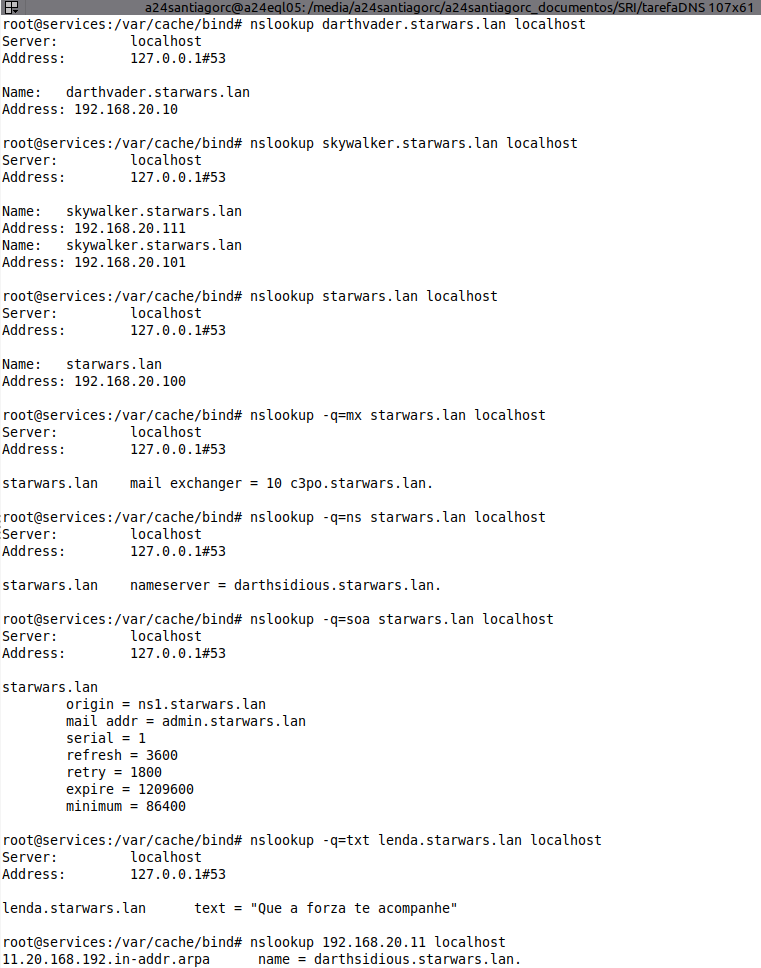 a24santiagorc@a24eql05: /media/a24santiagorc/a24santiagorc_documentos/SRI/tarefaDNS 107x61
root@services:/var/cache/bind# nslookup darthvader.starwars.lan localhost
Server:         localhost
Address:        127.0.0.1#53

Name:   darthvader.starwars.lan
Address: 192.168.20.10

root@services:/var/cache/bind# nslookup skywalker.starwars.lan localhost
Server:         localhost
Address:        127.0.0.1#53

Name:   skywalker.starwars.lan
Address: 192.168.20.111
Name:   skywalker.starwars.lan
Address: 192.168.20.101

root@services:/var/cache/bind# nslookup starwars.lan localhost
Server:         localhost
Address:        127.0.0.1#53

Name:   starwars.lan
Address: 192.168.20.100

root@services:/var/cache/bind# nslookup -q=mx starwars.lan localhost
Server:         localhost
Address:        127.0.0.1#53

starwars.lan    mail exchanger = 10 c3po.starwars.lan.

root@services:/var/cache/bind# nslookup -q=ns starwars.lan localhost
Server:         localhost
Address:        127.0.0.1#53

starwars.lan    nameserver = darthsidious.starwars.lan.

root@services:/var/cache/bind# nslookup -q=soa starwars.lan localhost
Server:         localhost
Address:        127.0.0.1#53

starwars.lan
        origin = ns1.starwars.lan
        mail addr = admin.starwars.lan
        serial = 1
        refresh = 3600
        retry = 1800
        expire = 1209600
        minimum = 86400

root@services:/var/cache/bind# nslookup -q=txt lenda.starwars.lan localhost
Server:         localhost
Address:        127.0.0.1#53

lenda.starwars.lan      text = "Que a forza te acompanhe"

root@services:/var/cache/bind# nslookup 192.168.20.11 localhost
11.20.168.192.in-addr.arpa      name = darthsidious.starwars.lan.